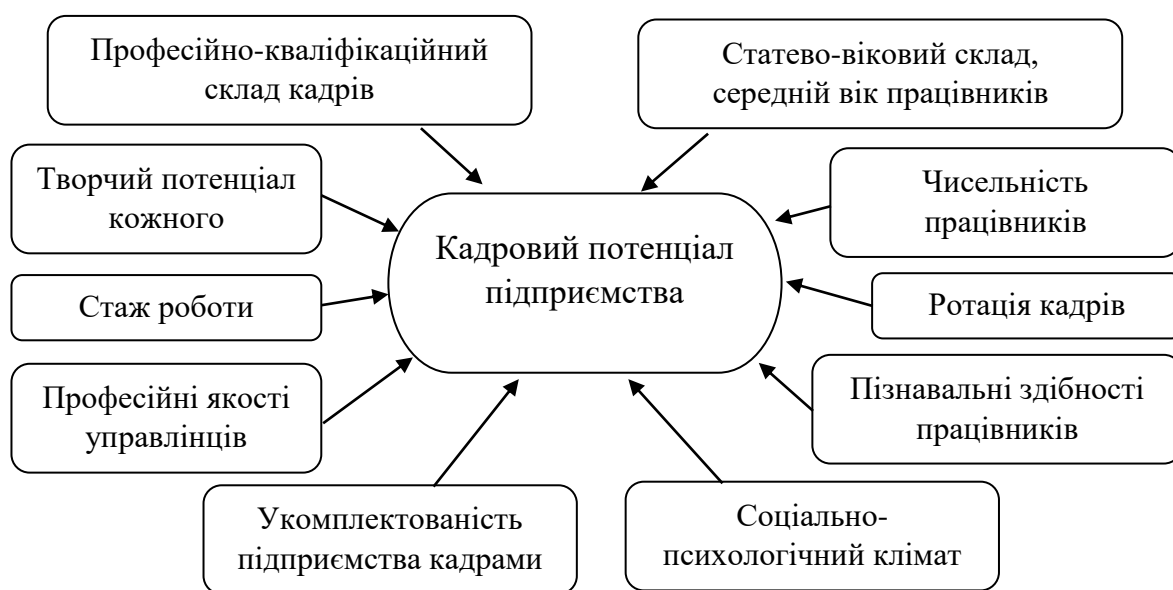 Професійно-кваліфікаційний
склад кадрів
Статево-віковий склад,
середній вік працівників
Творчий потенціал
кожного
Чисельність
працівників
Кадровий потенціал
підприємства
Стаж роботи
Ротація кадрів
Професійні якості
управлінців
Пізнавальні здібності
працівників
Укомплектованість
підприємства кадрами
Соціально-
психологічний клімат